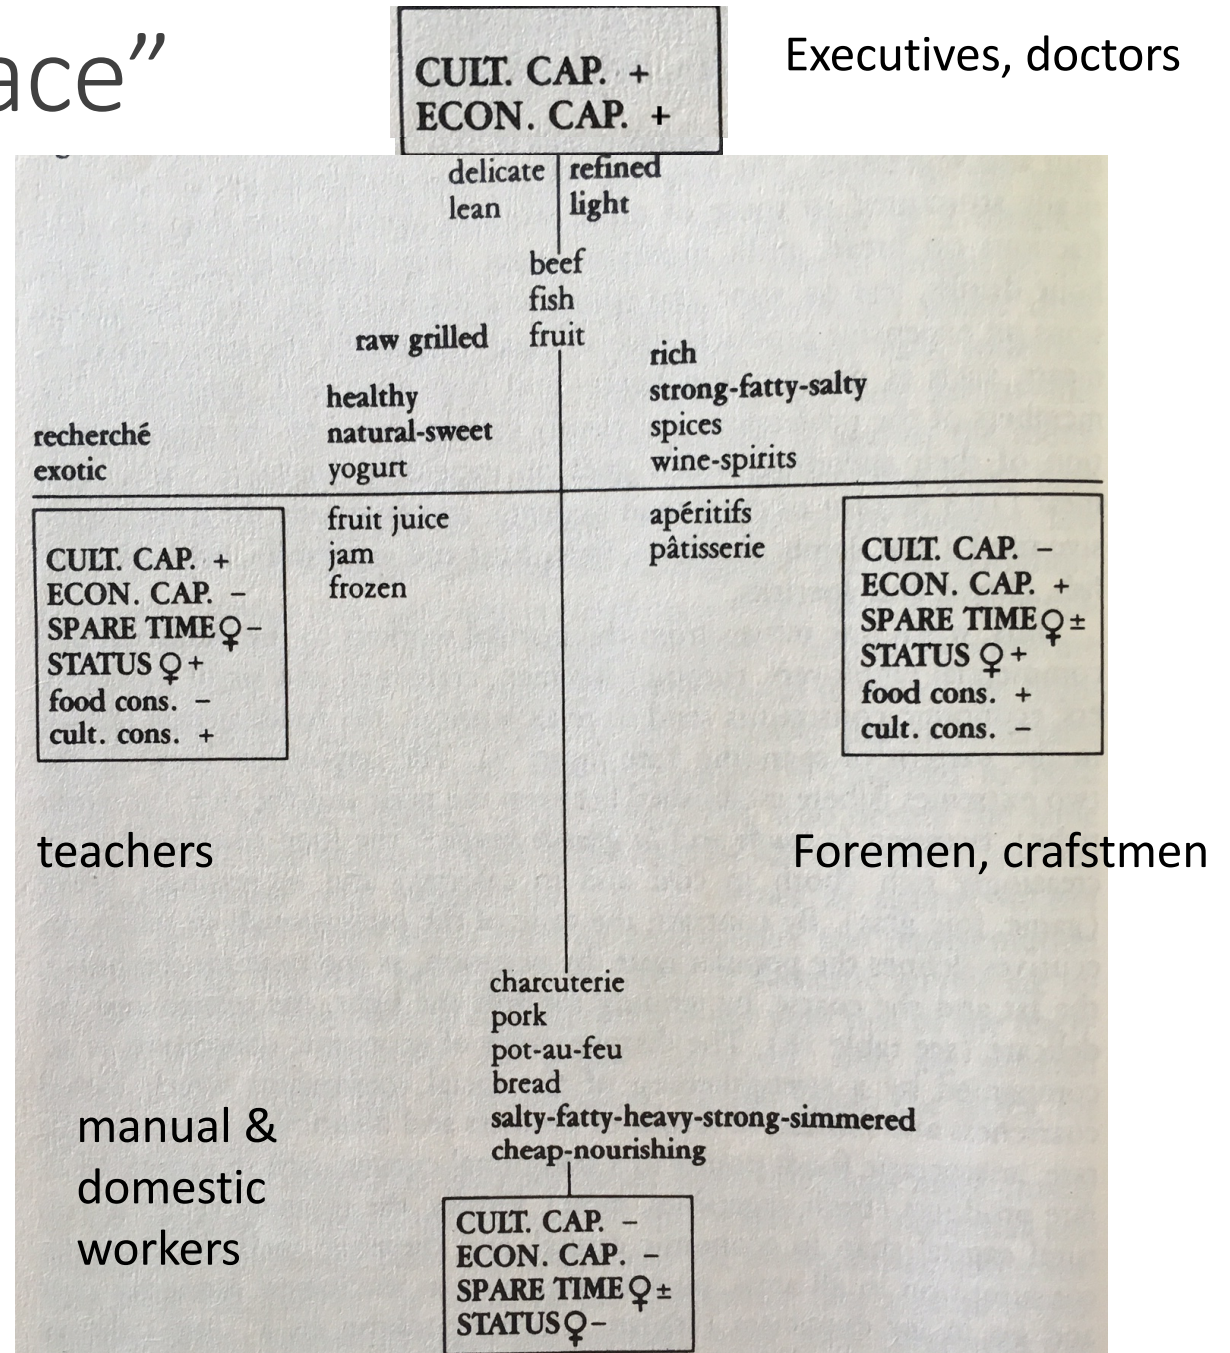 ace”
CULT. CAP. +
ECON. CAP. +
Executives, doctors
delicate refined
lean light
beef
fish
fruit
raw grilled
healthy
natural-sweet
yogurt
recherché
exotic
rich
strong-fatty-salty
spices
wine-spirits
fruit juice
jam
frozen
apéritifs
pâtisserie
CULT. CAP. +
ECON. CAP. -
SPARE TIME♀-
STATUS ♀+
food cons. -
cult. cons. +
CULT. CAP. -
ECON. CAP. +
SPARE TIME♀±
STATUS ♀+
food cons. +
cult. cons. -
teachers
Foremen, crafstmen
charcuterie
pork
pot-au-feu
bread
salty-fatty-heavy-strong-simmered
cheap-nourishing
manual &
domestic
workers
CULT. CAP. -
ECON. CAP. -
SPARE TIME♀±
STATUS♀-